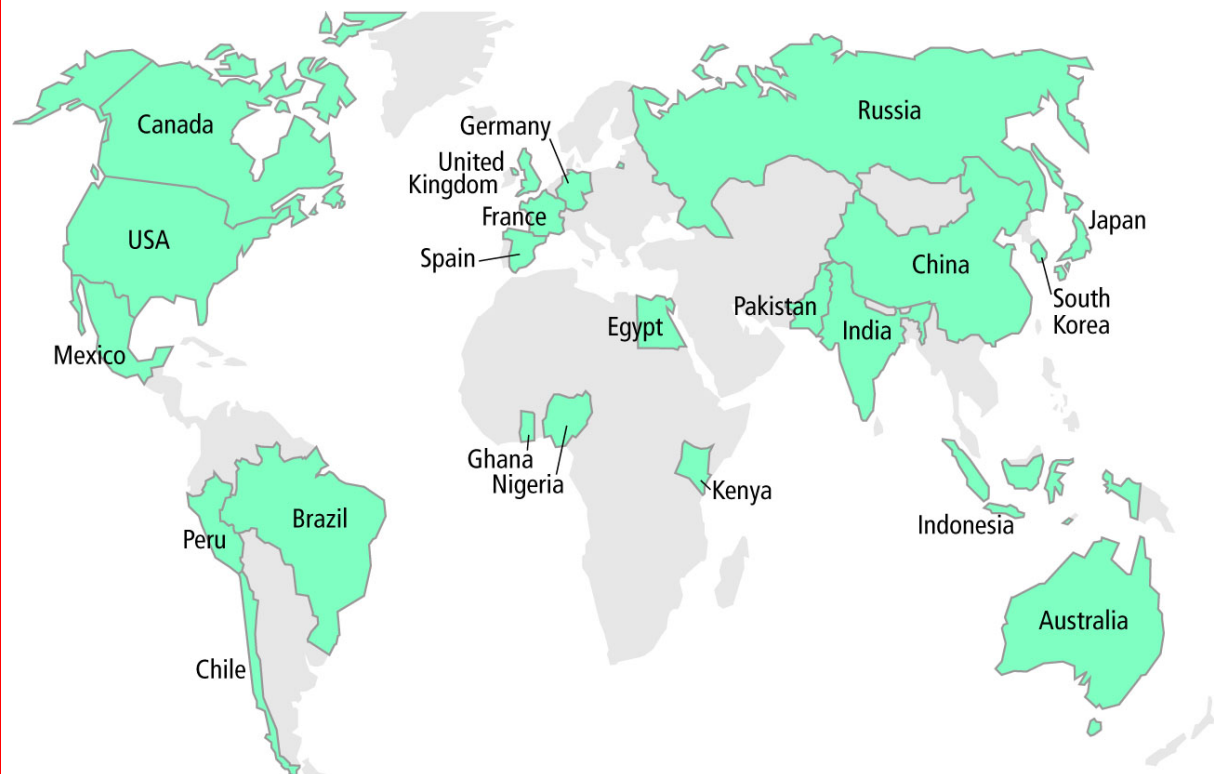 Canada
Russia
Germany
United
Kingdom
France
Japan
USA
Spain
China
South
Korea
Pakistan
Egypt
India
Mexico
Ghana
Nigeria
Kenya
Brazil
Indonesia
Peru
Australia
Chile